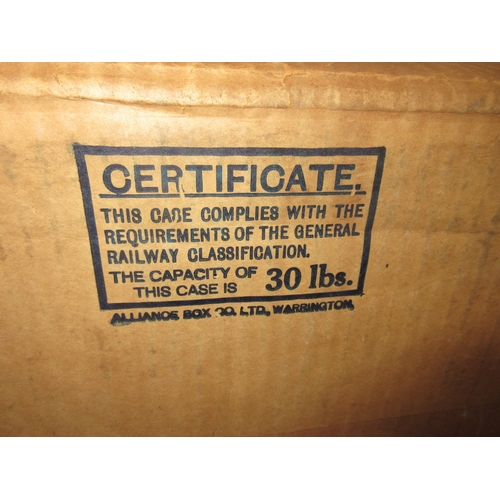 CERTIFICATE.
THIS CASE COMPLIES WITH THE
REQUIREMENTS OF THE GENERAL
RAILWAY CLASSIFICATION.
THE CAPACITY OF
THIS CASE IS 30 lbs.
ALLIANCE BOX CO. LTD., WARRINGTON.